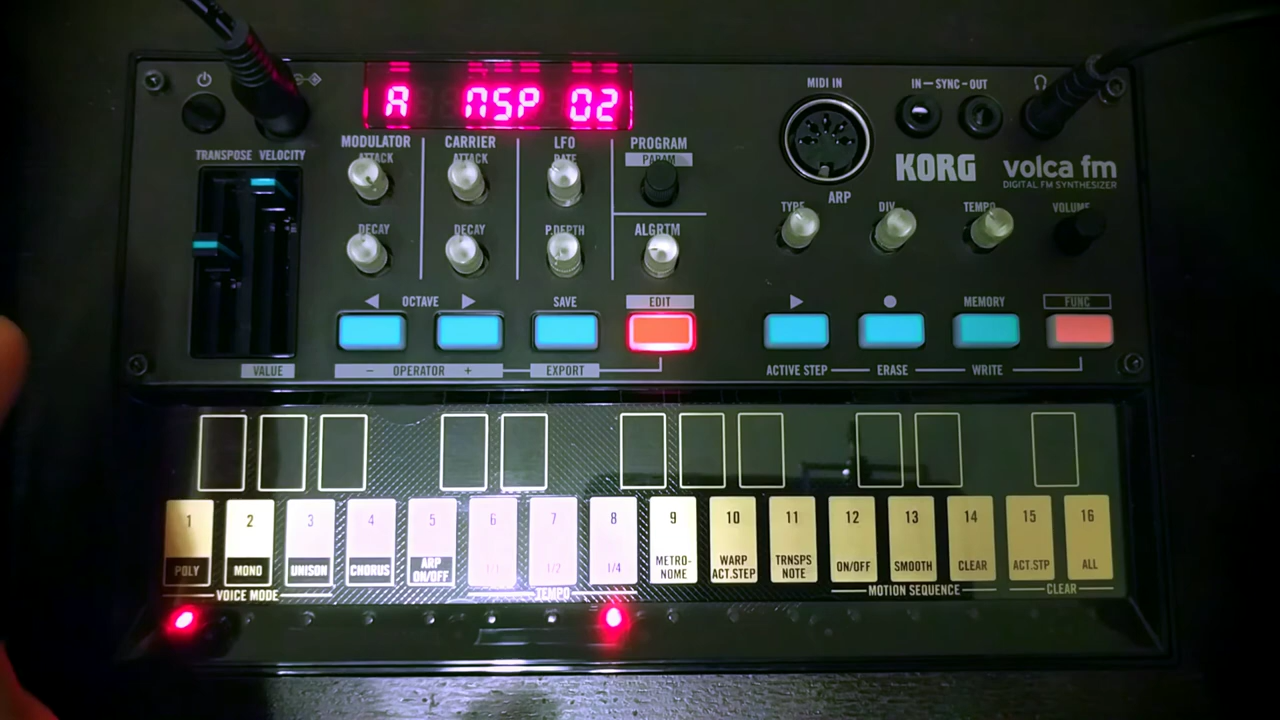 A MSP 02
MIDI IN
IN SYNC OUT
TRANSPOSE VELOCITY
MODULATOR CARRIER LFO PROGRAM
ATTACK ATTACK RATE PARAM
KORG volca fm
DIGITAL FM SYNTHESIZER
ARP
TYPE DIV TEMPO VOLUME
DECAY DECAY P.DEPTH ALGRTM
OCTAVE SAVE EDIT MEMORY FUNC
VALUE - OPERATOR + EXPORT ACTIVE STEP ERASE WRITE
1 2 3 4 5 6 7 8 9 10 11 12 13 14 15 16
POLY MONO UNISON CHORUS ARP ON/OFF 1/1 1/2 1/4 METRO-NOME WARP ACT.STEP TRNSPS NOTE ON/OFF SMOOTH CLEAR ACT.STP ALL
VOICE MODE TEMPO MOTION SEQUENCE CLEAR